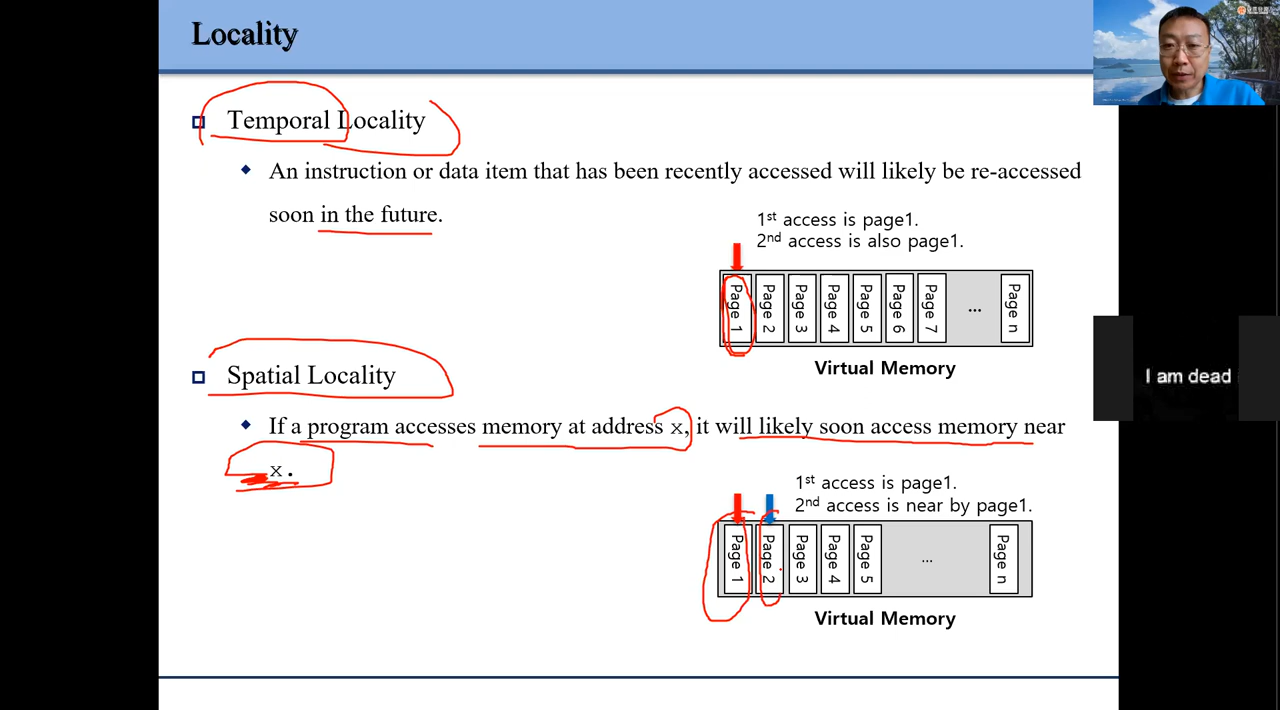 Locality
Temporal Locality
An instruction or data item that has been recently accessed will likely be re-accessed
soon in the future.
1st access is page1.
2nd access is also page1.
Page 1
Page 2
Page 3
Page 4
Page 5
Page 6
Page 7
...
Page n
Virtual Memory
Spatial Locality
If a program accesses memory at address x, it will likely soon access memory near
x.
1st access is page1.
2nd access is near by page1.
Page 1
Page 2
Page 3
Page 4
Page 5
...
Page n
Virtual Memory
I am dead